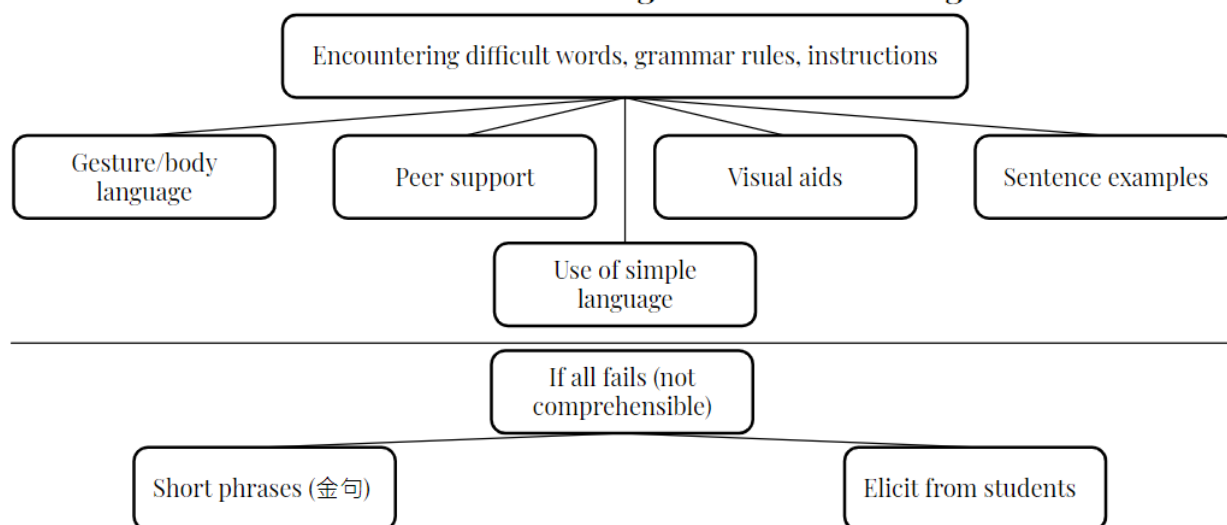 Encountering difficult words, grammar rules, instructions
Gesture/body
language
Peer support
Visual aids
Sentence examples
Use of simple
language
If all fails (not
comprehensible)
Short phrases (金句)
Elicit from students